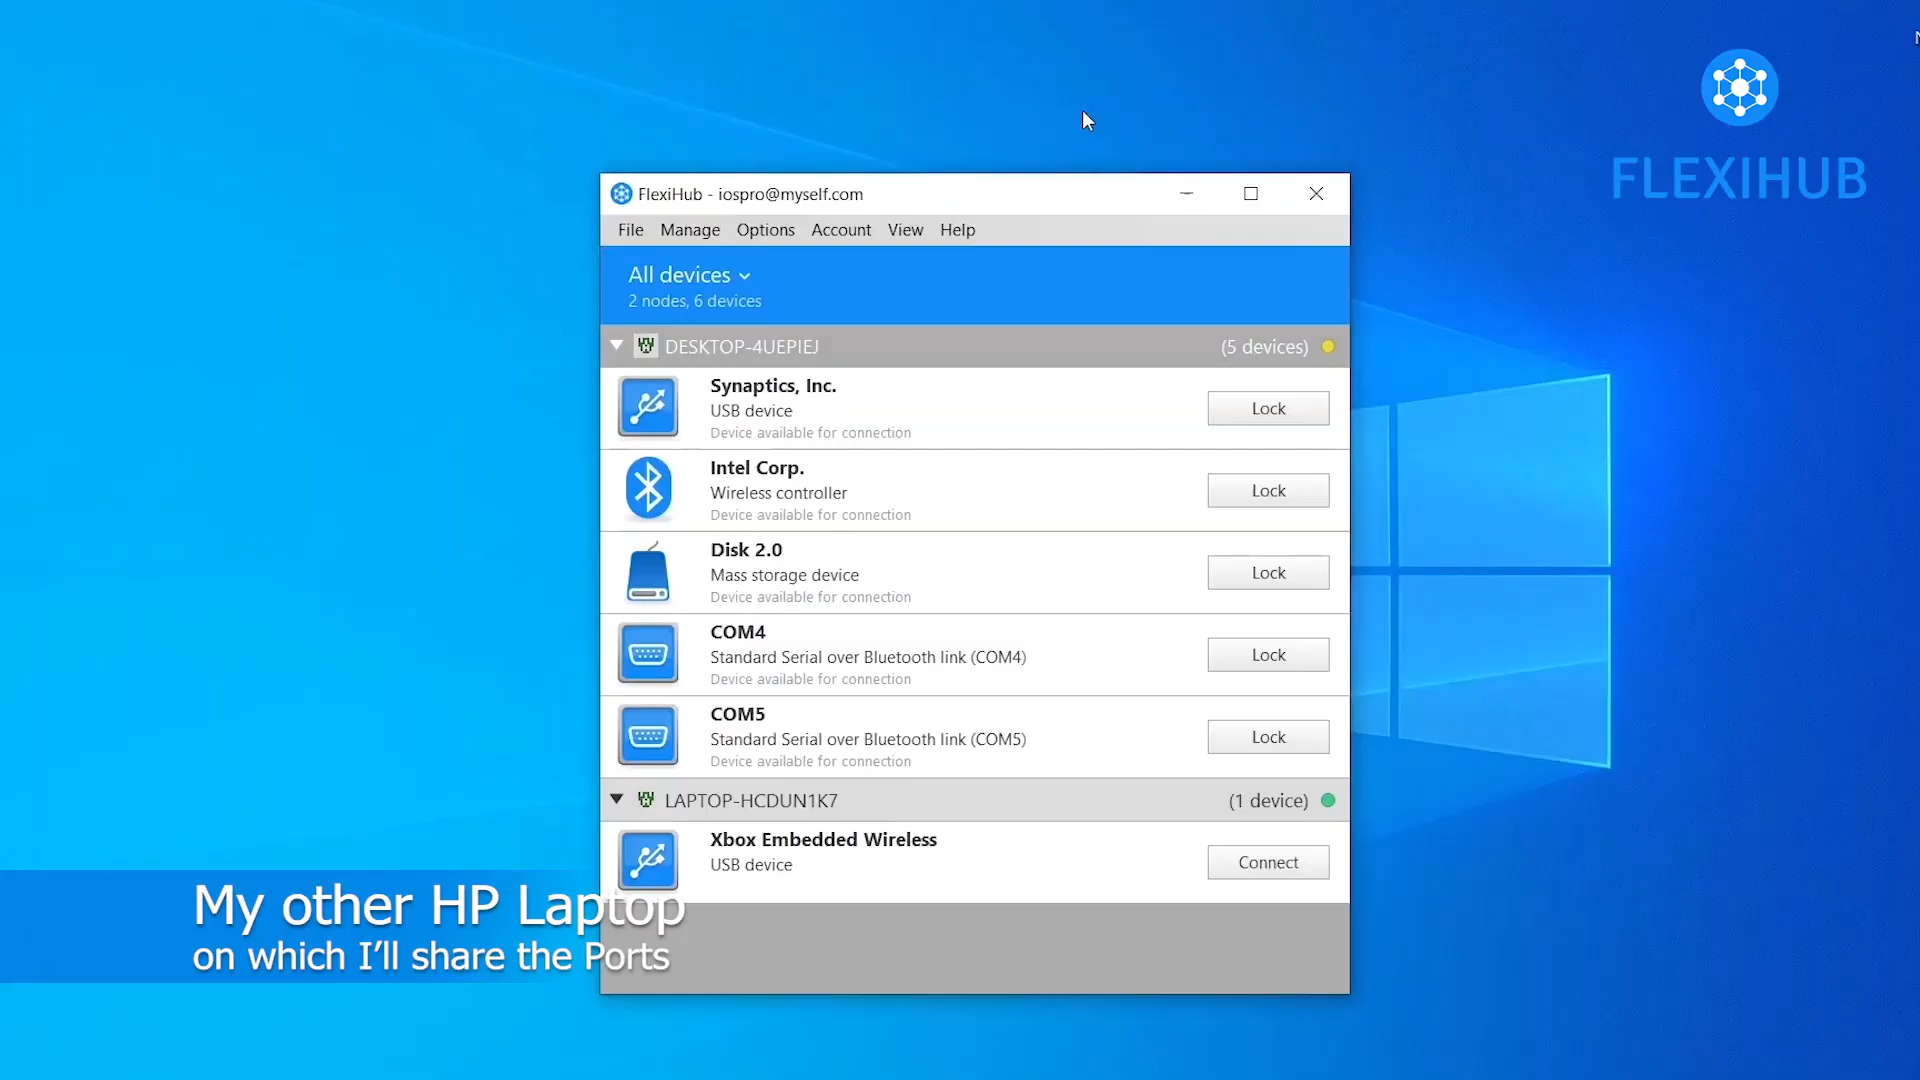 FLEXIHUB
FlexiHub - iospro@myself.com
File Manage Options Account View Help
All devices
2 nodes, 6 devices
DESKTOP-4UEPIEJ (5 devices)
Synaptics, Inc.
USB device
Device available for connection
Lock
Intel Corp.
Wireless controller
Device available for connection
Lock
Disk 2.0
Mass storage device
Device available for connection
Lock
COM4
Standard Serial over Bluetooth link (COM4)
Device available for connection
Lock
COM5
Standard Serial over Bluetooth link (COM5)
Device available for connection
Lock
LAPTOP-HCDUN1K7 (1 device)
Xbox Embedded Wireless
USB device
Connect
My other HP Laptop
on which I’ll share the Ports